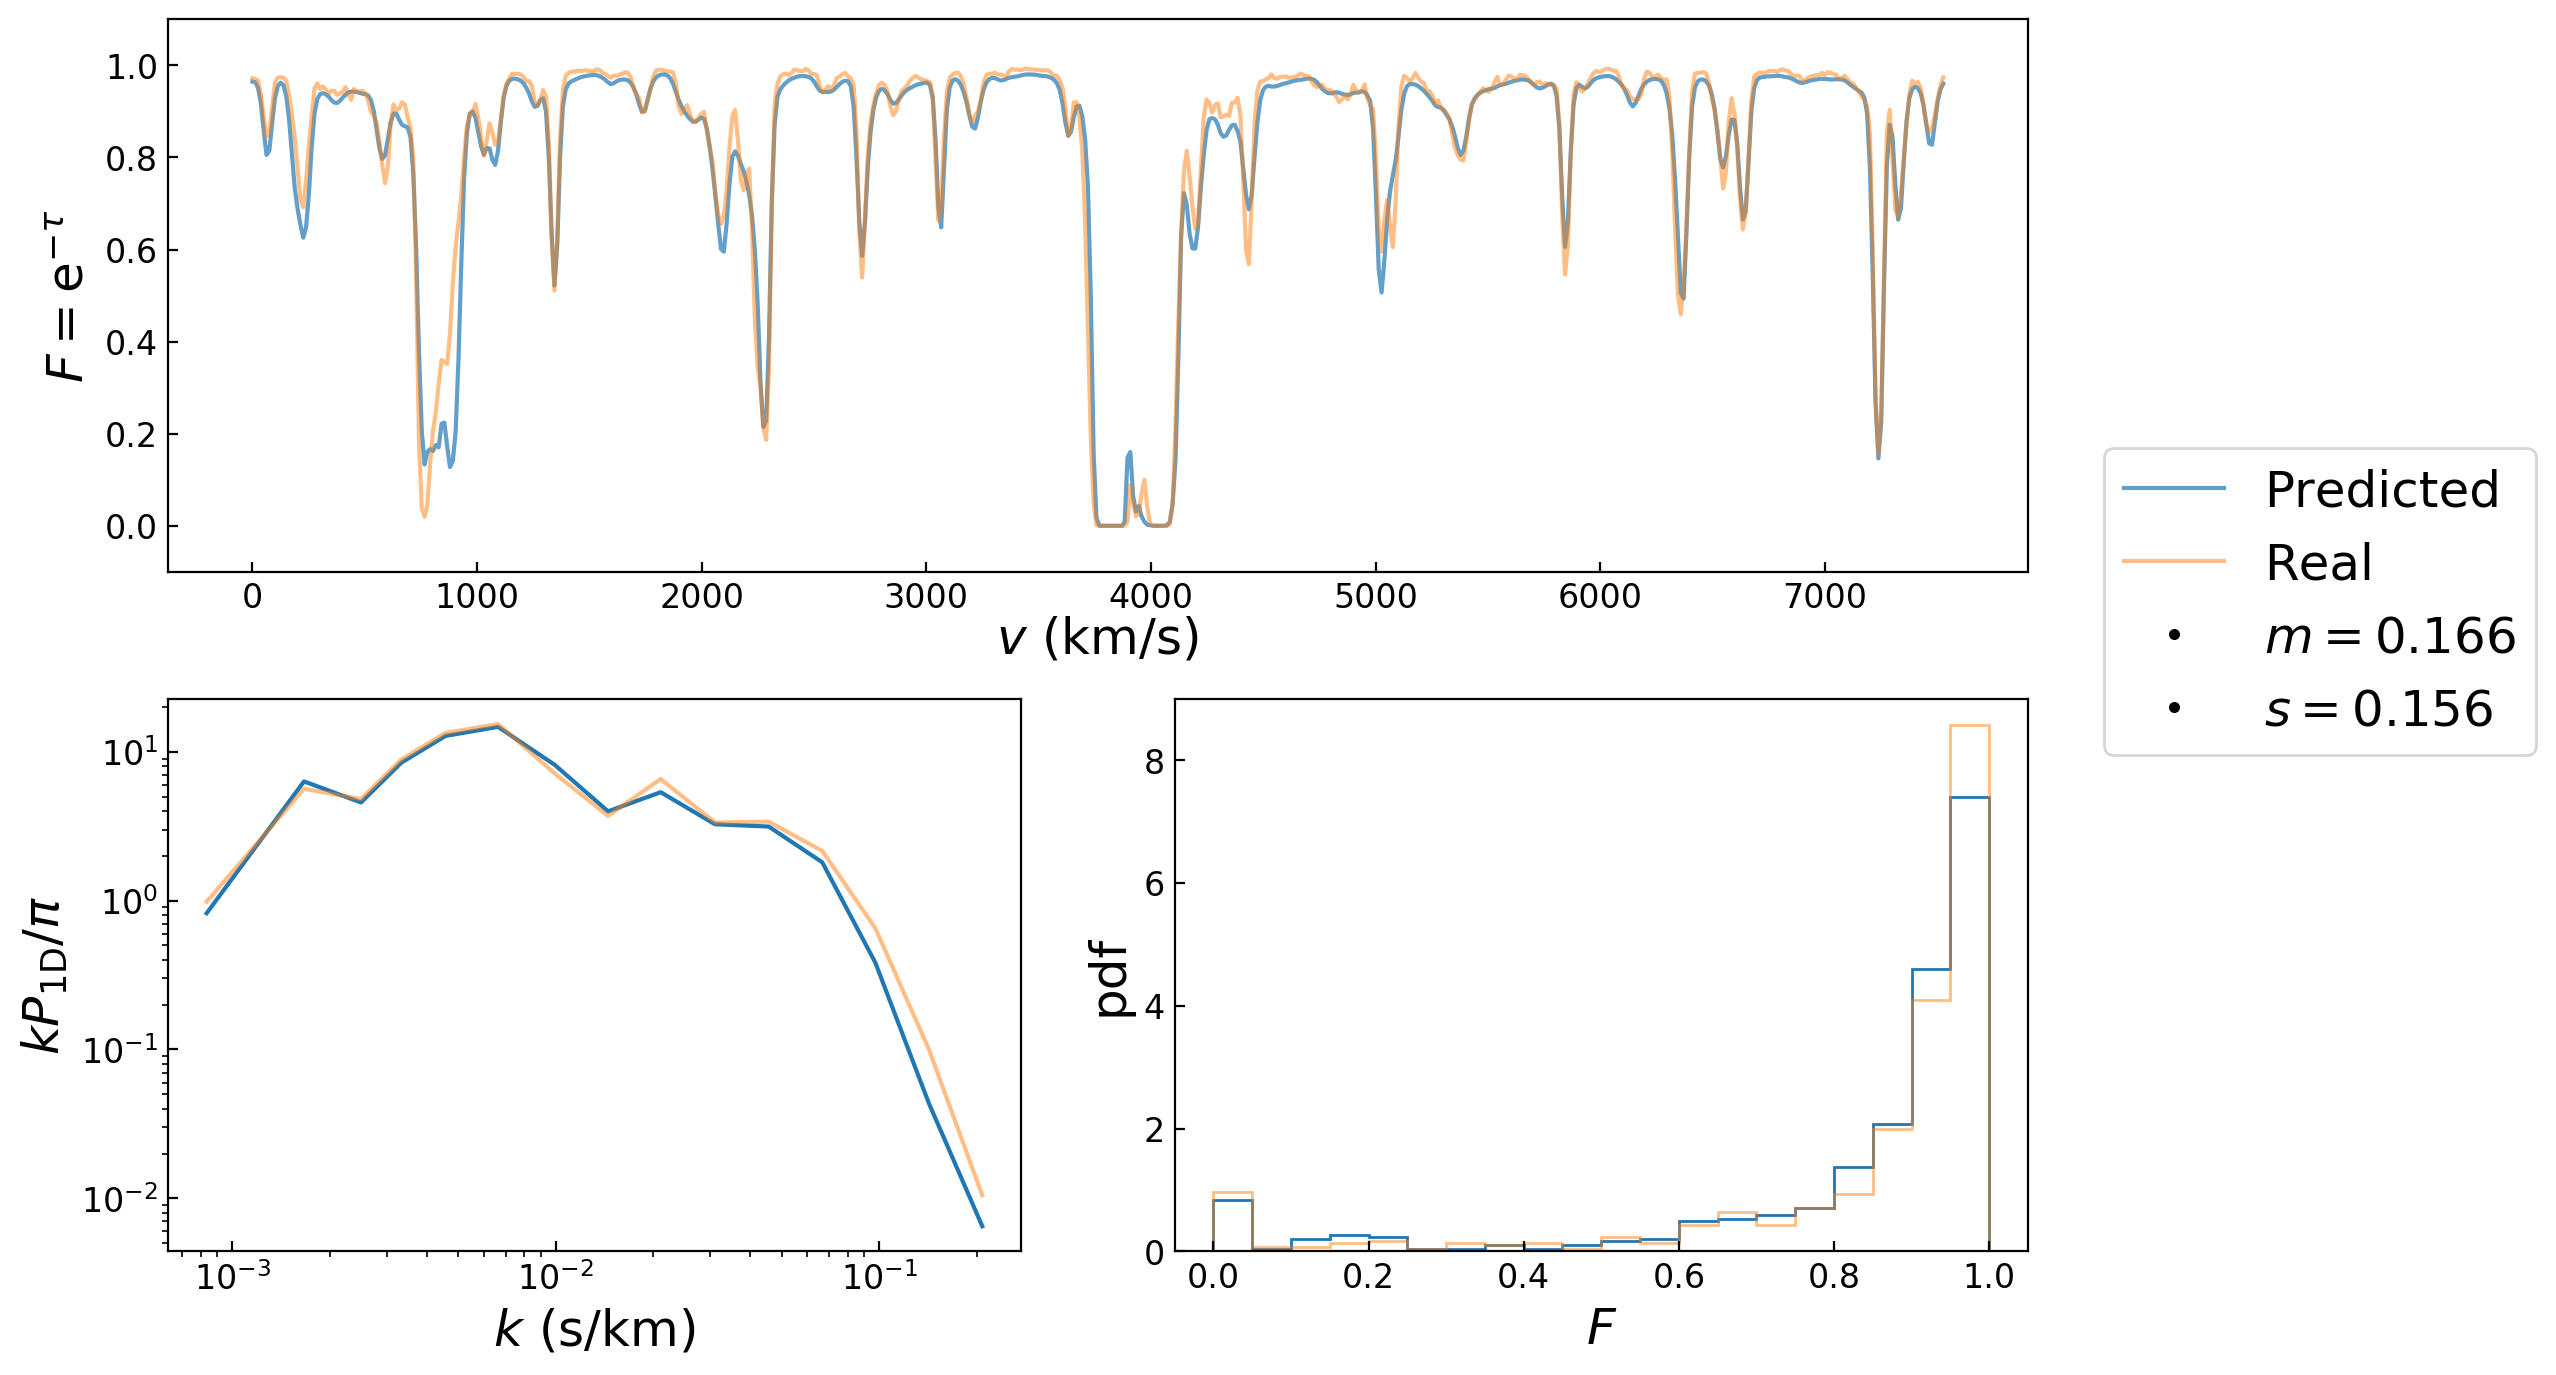 F = e^{-τ}
1.0
0.8
0.6
0.4
0.2
0.0
0 1000 2000 3000 4000 5000 6000 7000
v (km/s)
Predicted
Real
m = 0.166
s = 0.156
kP_{1D}/π
10^1
10^0
10^{-1}
10^{-2}
10^{-3} 10^{-2} 10^{-1}
k (s/km)
pdf
8
6
4
2
0
0.0 0.2 0.4 0.6 0.8 1.0
F